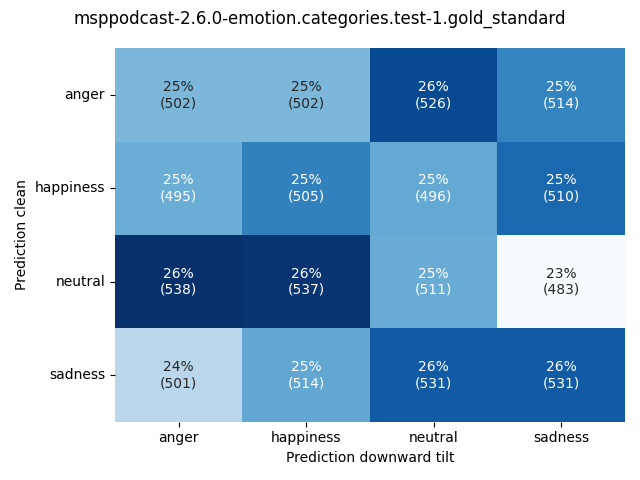 msppodcast-2.6.0-emotion.categories.test-1.gold_standard
Prediction clean
anger
25% 25% 26% 25%
(502) (502) (526) (514)
happiness
25% 25% 25% 25%
(495) (505) (496) (510)
neutral
26% 26% 25% 23%
(538) (537) (511) (483)
sadness
24% 25% 26% 26%
(501) (514) (531) (531)
anger happiness neutral sadness
Prediction downward tilt